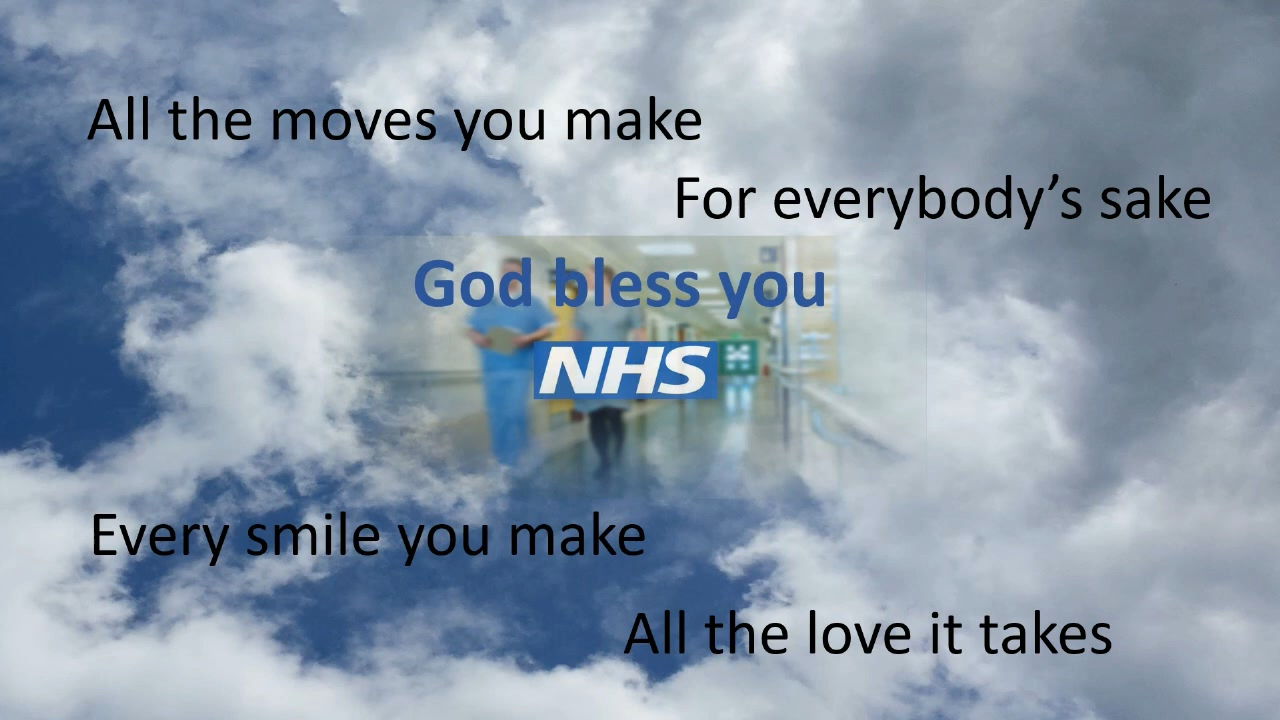 All the moves you make
For everybody’s sake
God bless you
NHS
Every smile you make
All the love it takes